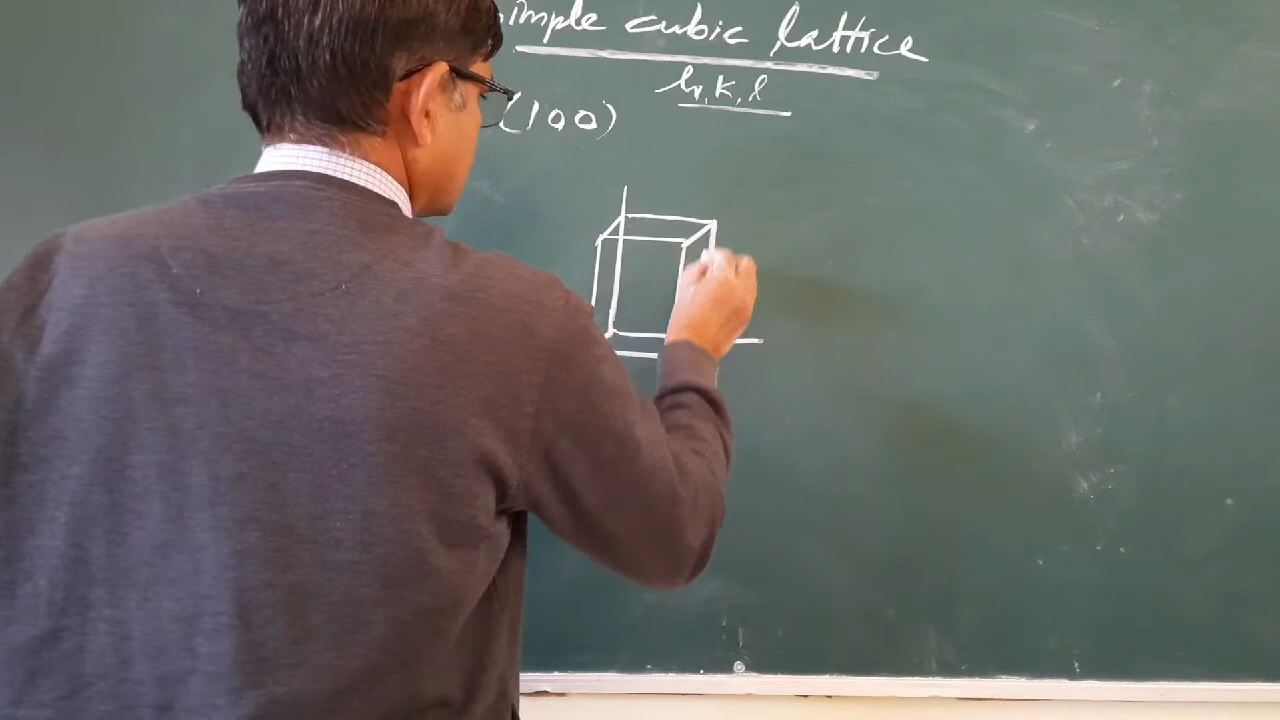 imple cubic lattice
h, k, l
(100)